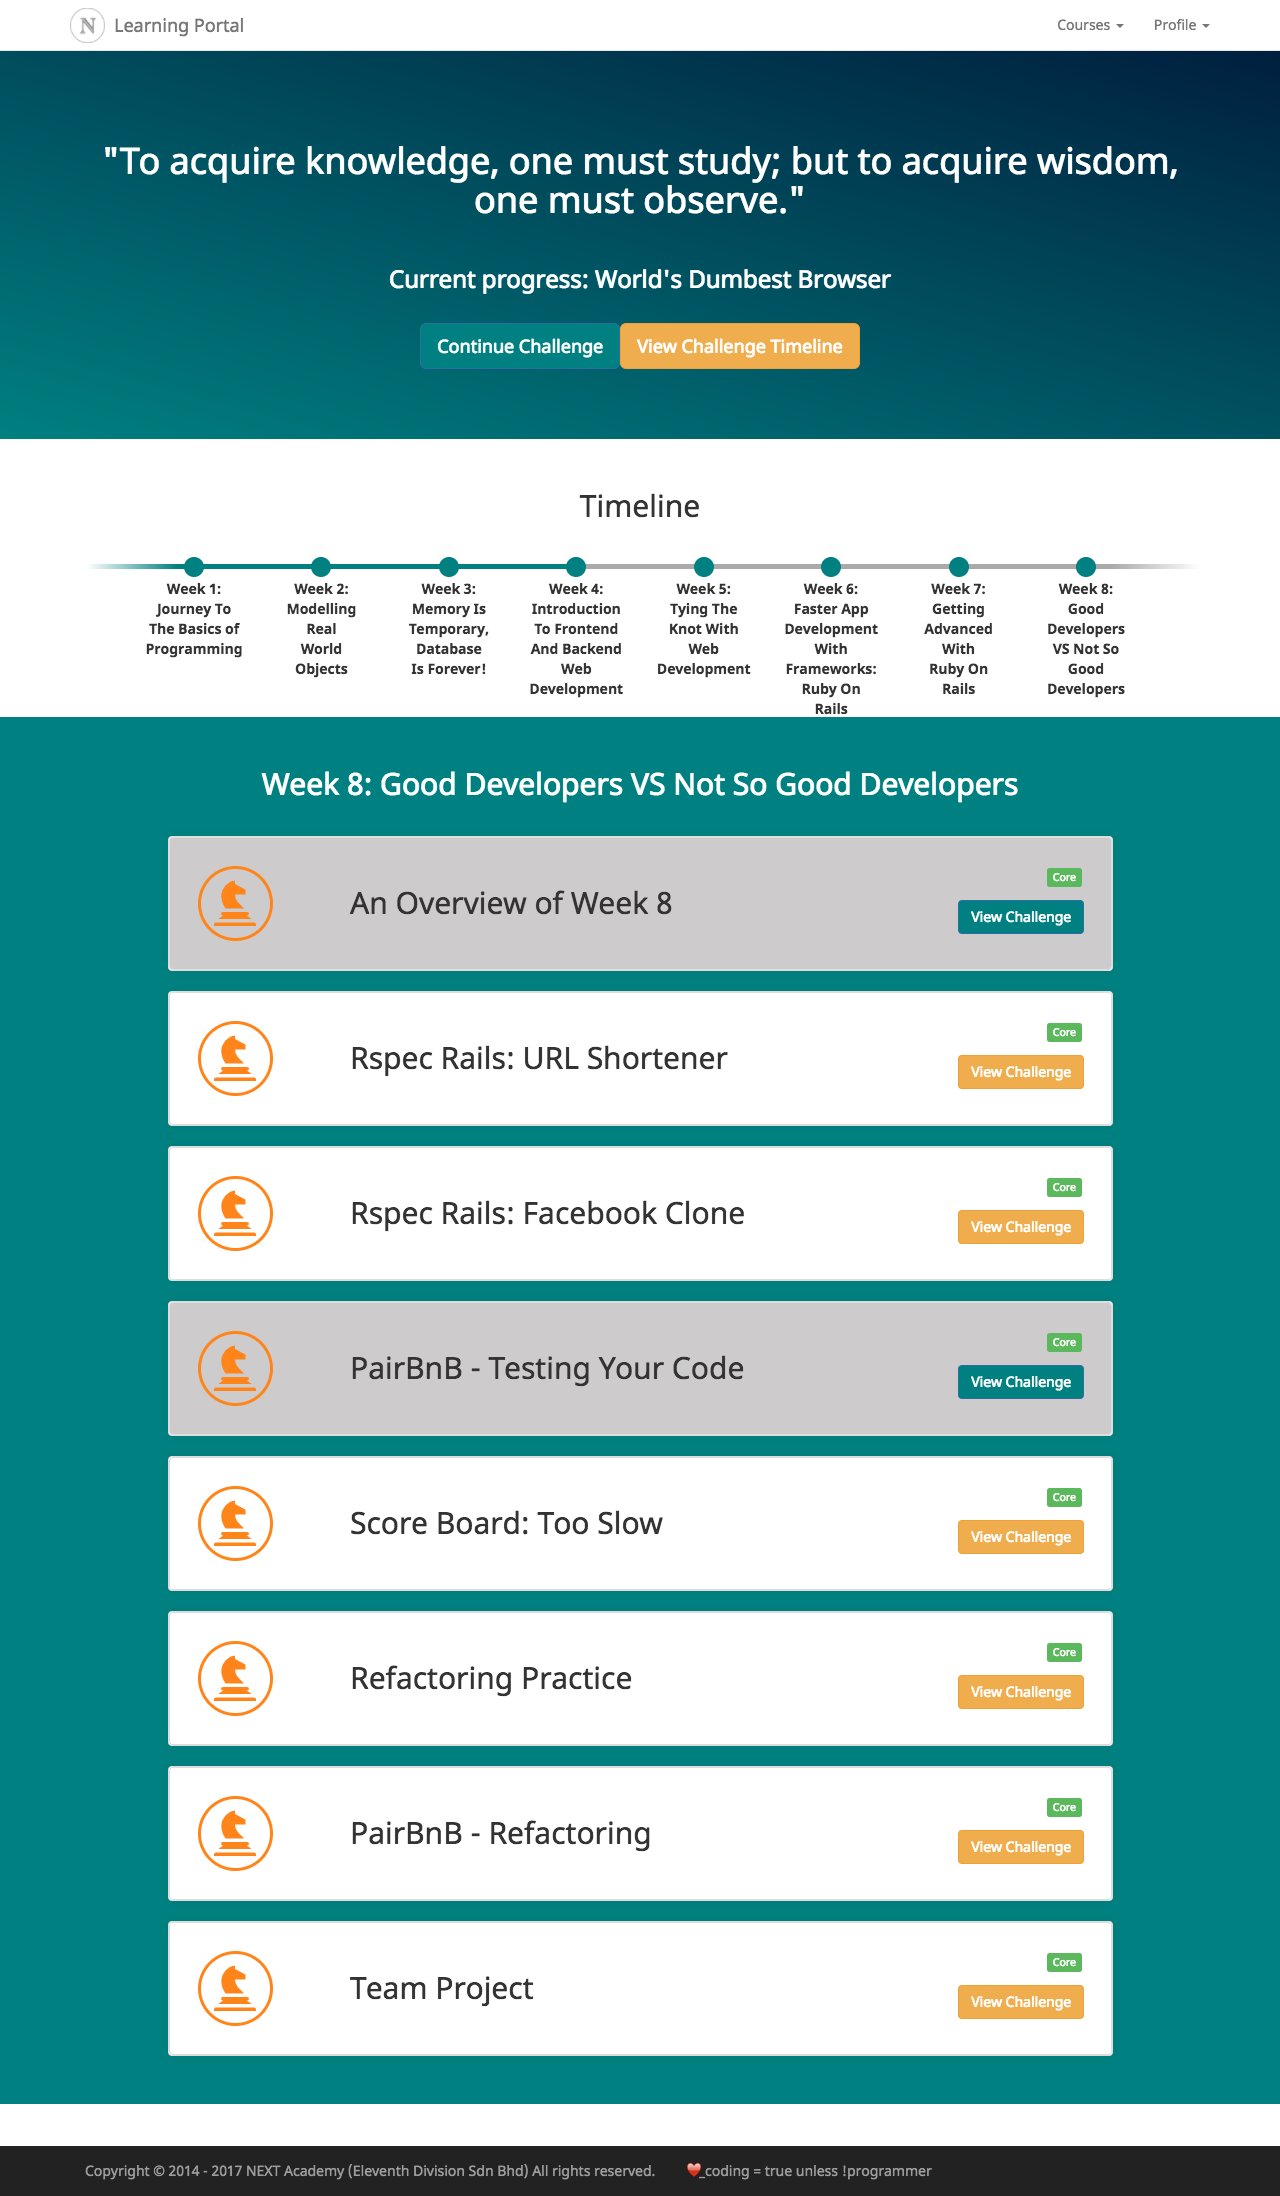 N Learning Portal
Courses
Profile
"To acquire knowledge, one must study; but to acquire wisdom,
one must observe."
Current progress: World's Dumbest Browser
Continue Challenge
View Challenge Timeline
Timeline
Week 1:
Journey To
The Basics of
Programming
Week 2:
Modelling
Real
World
Objects
Week 3:
Memory Is
Temporary,
Database
Is Forever!
Week 4:
Introduction
To Frontend
And Backend
Web
Development
Week 5:
Tying The
Knot With
Web
Development
Week 6:
Faster App
Development
With
Frameworks:
Ruby On
Rails
Week 7:
Getting
Advanced
With
Ruby On
Rails
Week 8:
Good
Developers
VS Not So
Good
Developers
Week 8: Good Developers VS Not So Good Developers
An Overview of Week 8
Core
View Challenge
Rspec Rails: URL Shortener
Core
View Challenge
Rspec Rails: Facebook Clone
Core
View Challenge
PairBnB - Testing Your Code
Core
View Challenge
Score Board: Too Slow
Core
View Challenge
Refactoring Practice
Core
View Challenge
PairBnB - Refactoring
Core
View Challenge
Team Project
Core
View Challenge
Copyright © 2014 - 2017 NEXT Academy (Eleventh Division Sdn Bhd) All rights reserved.
❤️_coding = true unless !programmer